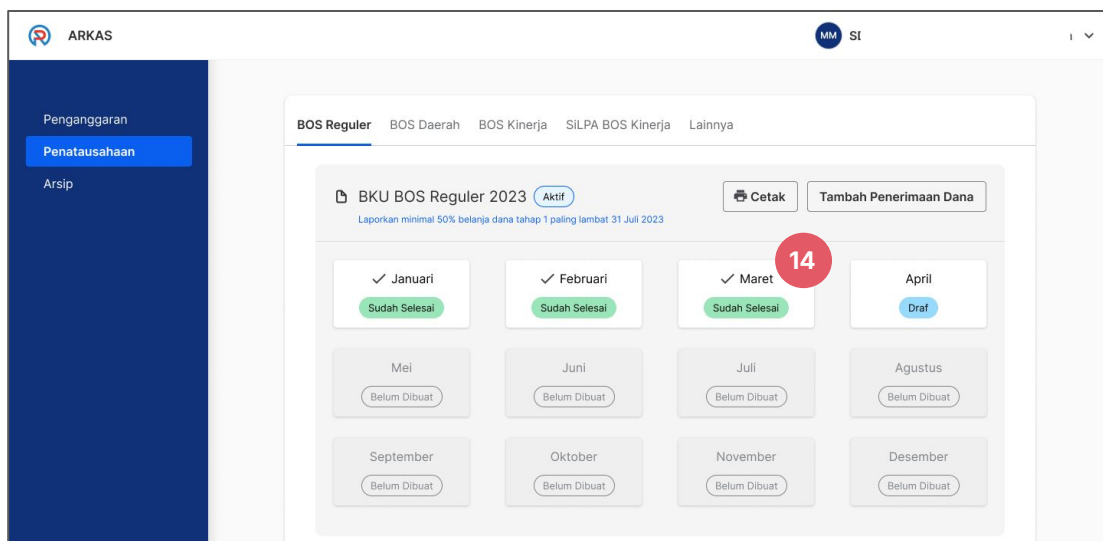 ARKAS
MM SI
Penganggaran
Penatausahaan
Arsip
BOS Reguler BOS Daerah BOS Kinerja SiLPA BOS Kinerja Lainnya
BKU BOS Reguler 2023 Aktif
Laporkan minimal 50% belanja dana tahap 1 paling lambat 31 Juli 2023
Cetak Tambah Penerimaan Dana
14
Januari Februari Maret April
Sudah Selesai Sudah Selesai Sudah Selesai Draf
Mei Juni Juli Agustus
Belum Dibuat Belum Dibuat Belum Dibuat Belum Dibuat
September Oktober November Desember
Belum Dibuat Belum Dibuat Belum Dibuat Belum Dibuat